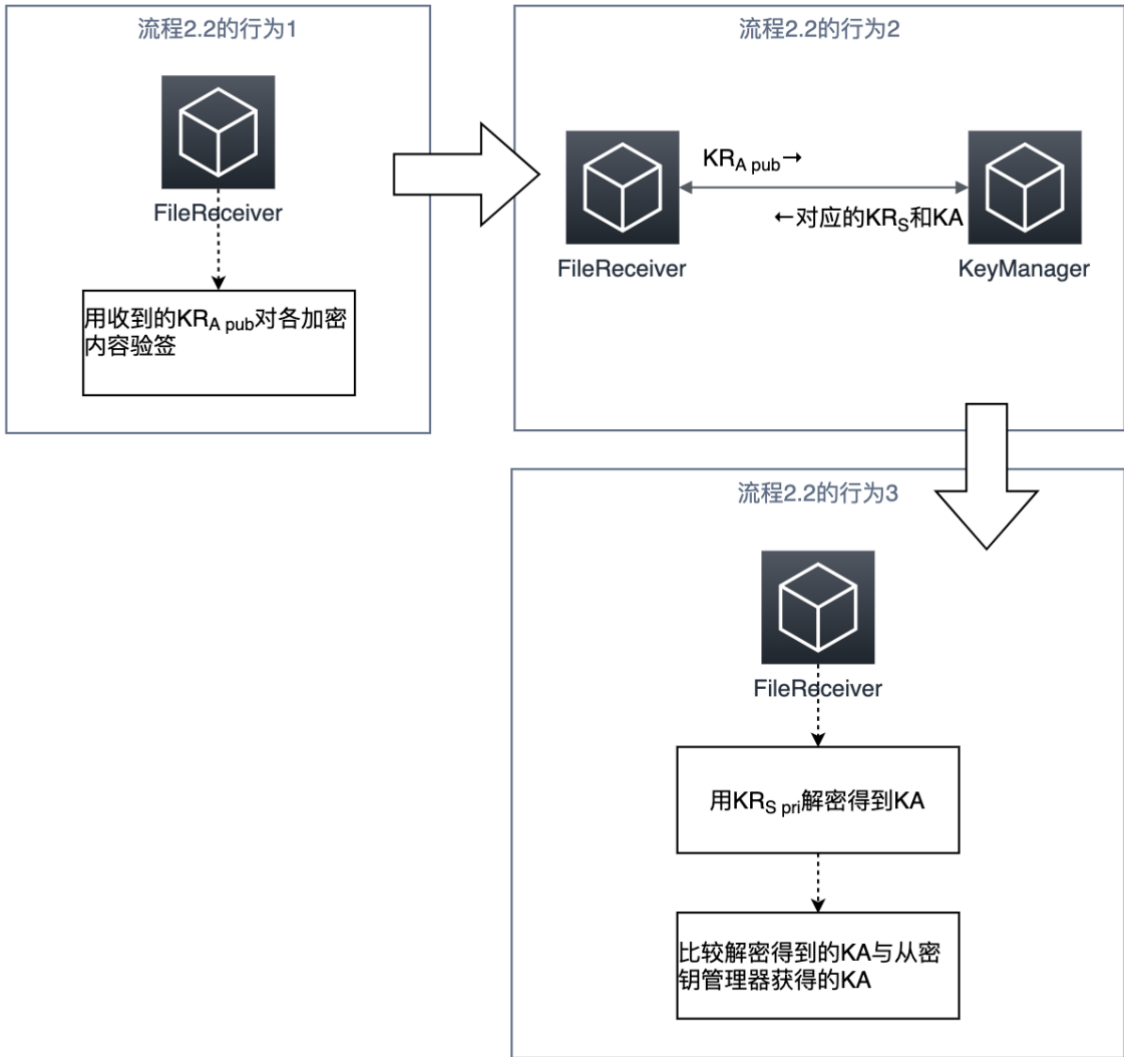 流程2.2的行为1
FileReceiver
用收到的KRA pub对各加密
内容验签
流程2.2的行为2
KRA pub→
←对应的KRS和KA
FileReceiver
KeyManager
流程2.2的行为3
FileReceiver
用KRS pri解密得到KA
比较解密得到的KA与从密
钥管理器获得的KA